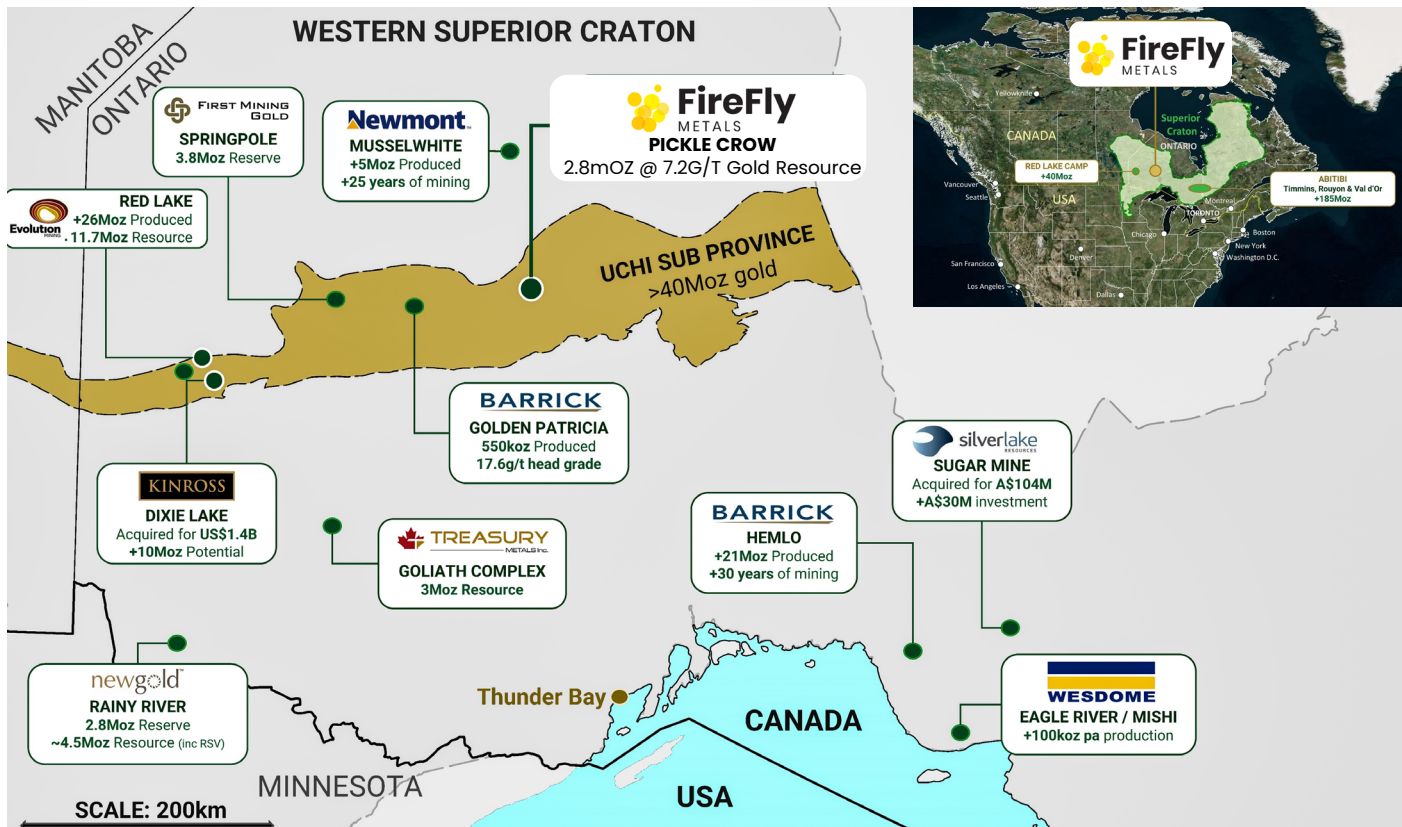 WESTERN SUPERIOR CRATON
MANITOBA
ONTARIO
FIRST MINING
GOLD
SPRINGPOLE
3.8Moz Reserve
Newmont™
MUSSELWHITE
+5Moz Produced
+25 years of mining
FireFly
METALS
PICKLE CROW
2.8mOZ @ 7.2G/T Gold Resource
Evolution
MINING
RED LAKE
+26Moz Produced
11.7Moz Resource
UCHI SUB PROVINCE
>40Moz gold
BARRICK
GOLDEN PATRICIA
550koz Produced
17.6g/t head grade
KINROSS
DIXIE LAKE
Acquired for US$1.4B
+10Moz Potential
TREASURY
METALS Inc.
GOLIATH COMPLEX
3Moz Resource
BARRICK
HEMLO
+21Moz Produced
+30 years of mining
silverlake
RESOURCES
SUGAR MINE
Acquired for A$104M
+A$30M investment
newgold™
RAINY RIVER
2.8Moz Reserve
~4.5Moz Resource (inc RSV)
WESDOME
EAGLE RIVER / MISHI
+100koz pa production
Thunder Bay
CANADA
USA
MINNESOTA
SCALE: 200km
FireFly
METALS
Yellowknife
CANADA
Superior
Craton
ONTARIO
RED LAKE CAMP
+40Moz
ABITIBI
Timmins, Rouyon & Val d'Or
+185Moz
Vancouver
Seattle
USA
Montreal
TORONTO
Chicago
Boston
New York
Washington D.C.
Denver
San Francisco
Los Angeles
Dallas